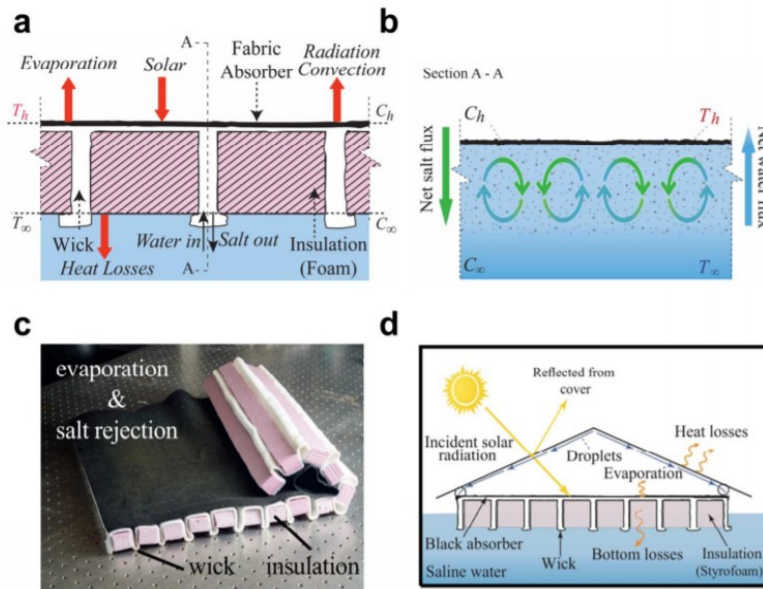 a
Evaporation
Solar
Fabric
Absorber
Radiation
Convection
A
T_h
C_h
T_∞
C_∞
Wick
Water in
Salt out
Insulation
(Foam)
Heat Losses
A
b
Section A - A
C_h
T_h
Net salt flux
Net water flux
C_∞
T_∞
c
evaporation
&
salt rejection
wick
insulation
d
Reflected from
cover
Incident solar
radiation
Droplets
Heat losses
Evaporation
Black absorber
Wick
Bottom losses
Insulation
(Styrofoam)
Saline water